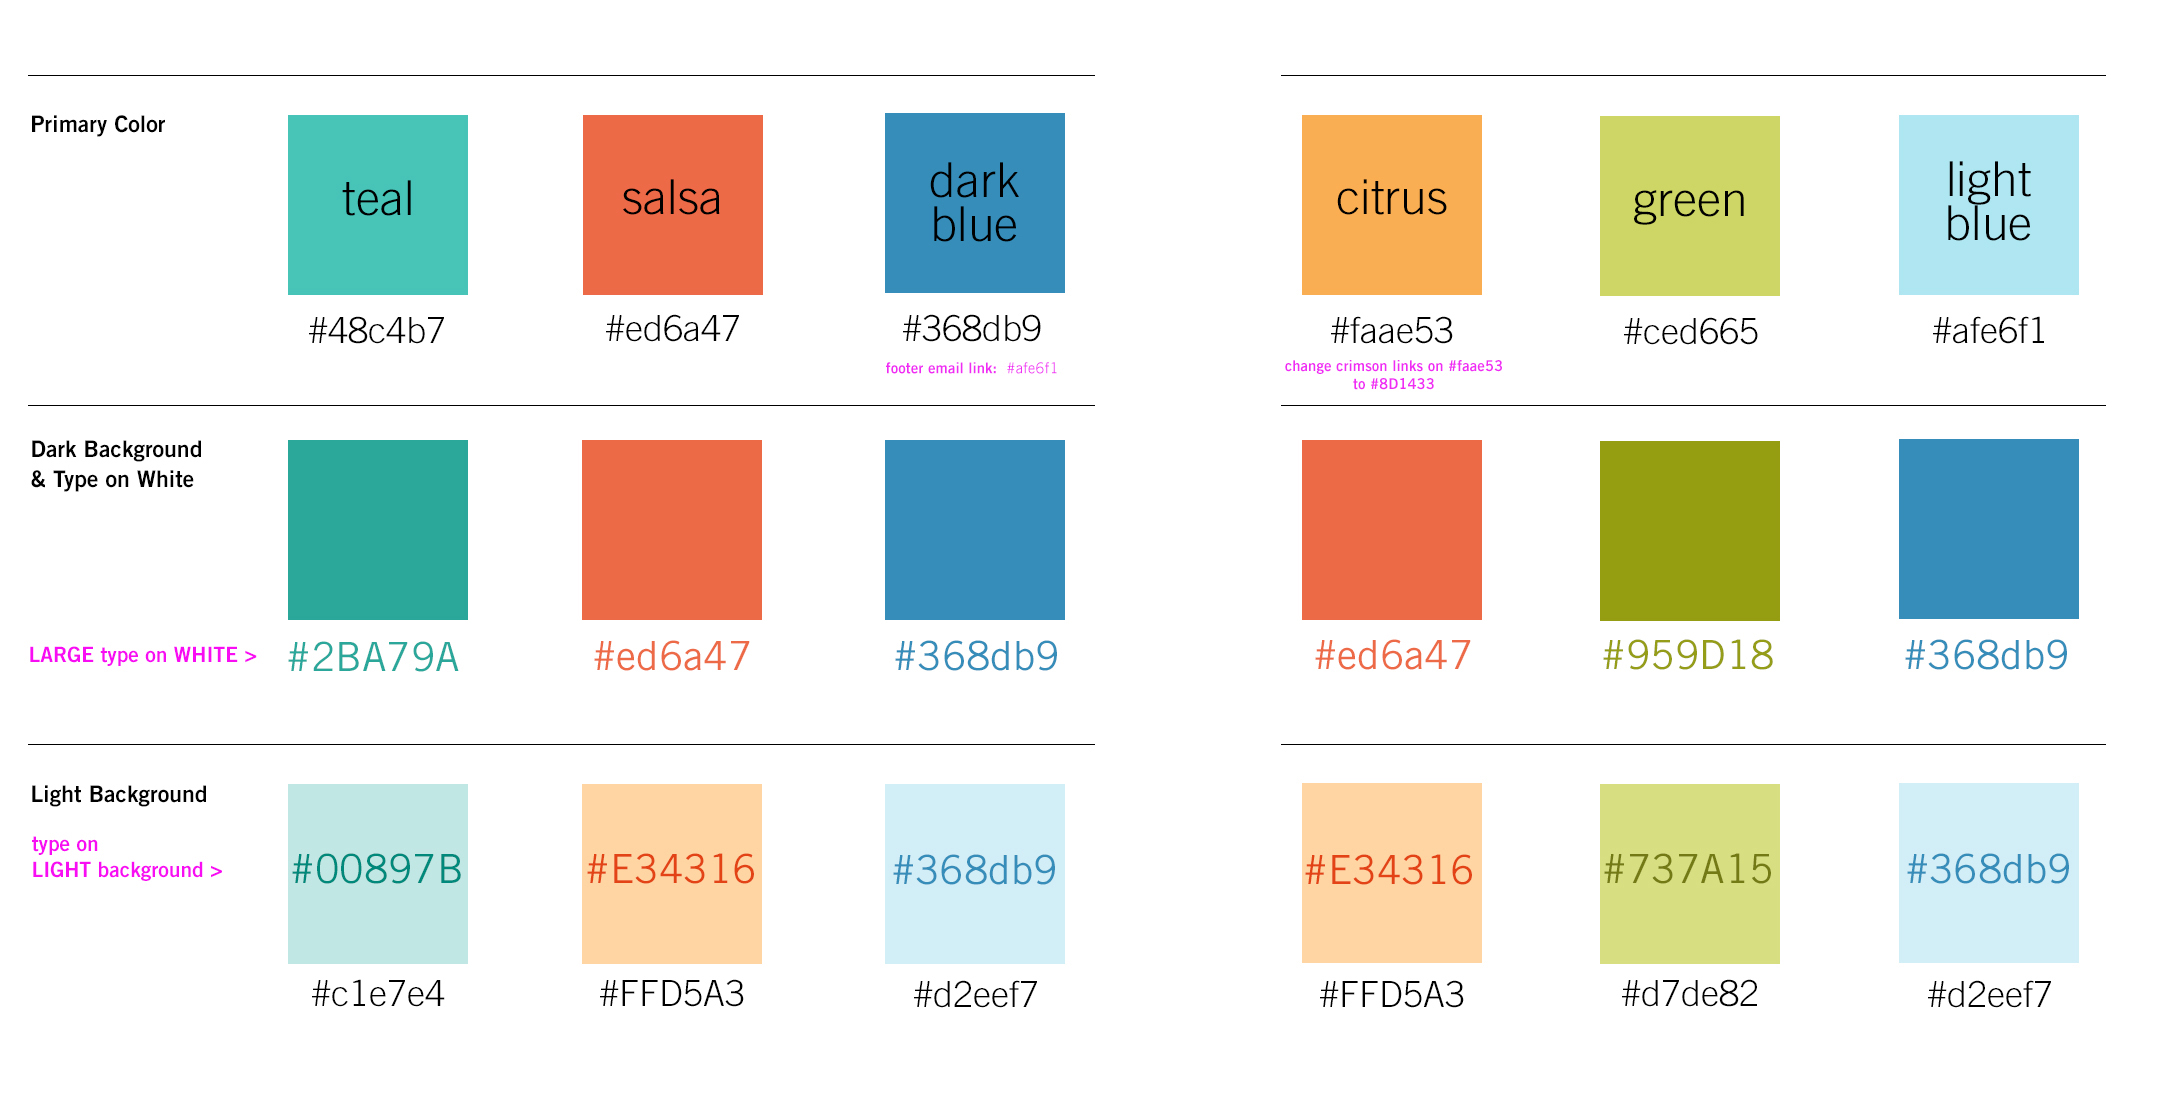 Primary Color
teal
salsa
dark
blue
citrus
green
light
blue
#48c4b7
#ed6a47
#368db9
#faae53
#ced665
#afe6f1
footer email link: #afe6f1
change crimson links on #faae53
to #8D1433
Dark Background
& Type on White
LARGE type on WHITE >
#2BA79A
#ed6a47
#368db9
#ed6a47
#959D18
#368db9
Light Background
type on
LIGHT background >
#00897B
#E34316
#368db9
#E34316
#737A15
#368db9
#c1e7e4
#FFD5A3
#d2eef7
#FFD5A3
#d7de82
#d2eef7